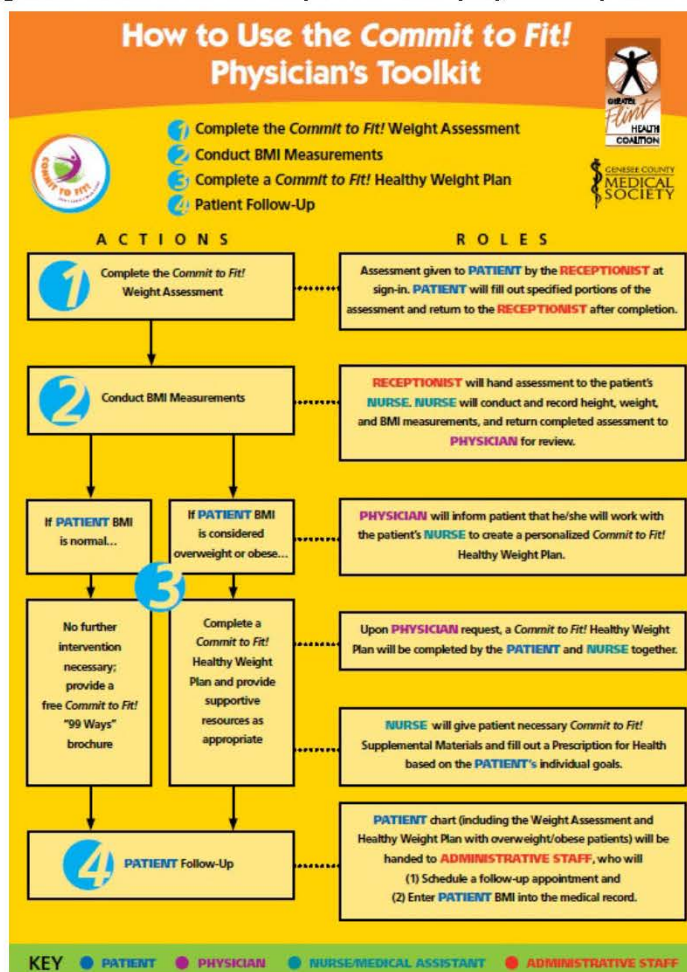 How to Use the Commit to Fit!
Physician's Toolkit
GREATER
Flint
HEALTH
COALITION
GENESEE COUNTY
MEDICAL
SOCIETY
COMMIT TO FIT!
1 Complete the Commit to Fit! Weight Assessment
2 Conduct BMI Measurements
3 Complete a Commit to Fit! Healthy Weight Plan
4 Patient Follow-Up
ACTIONS
ROLES
1
Complete the Commit to Fit!
Weight Assessment
Assessment given to PATIENT by the RECEPTIONIST at
sign-in. PATIENT will fill out specified portions of the
assessment and return to the RECEPTIONIST after completion.
2
Conduct BMI Measurements
RECEPTIONIST will hand assessment to the patient's
NURSE. NURSE will conduct and record height, weight,
and BMI measurements, and return completed assessment to
PHYSICIAN for review.
If PATIENT BMI
is normal...
If PATIENT BMI
is considered
overweight or obese...
PHYSICIAN will inform patient that he/she will work with
the patient's NURSE to create a personalized Commit to Fit!
Healthy Weight Plan.
3
No further
intervention
necessary;
provide a
free Commit to Fit!
"99 Ways"
brochure
Complete a
Commit to Fit!
Healthy Weight
Plan and provide
supportive
resources as
appropriate
Upon PHYSICIAN request, a Commit to Fit! Healthy Weight
Plan will be completed by the PATIENT and NURSE together.
NURSE will give patient necessary Commit to Fit!
Supplemental Materials and fill out a Prescription for Health
based on the PATIENT's individual goals.
4
PATIENT Follow-Up
PATIENT chart (including the Weight Assessment and
Healthy Weight Plan with overweight/obese patients) will be
handed to ADMINISTRATIVE STAFF, who will
(1) Schedule a follow-up appointment and
(2) Enter PATIENT BMI into the medical record.
KEY PATIENT PHYSICIAN NURSE/MEDICAL ASSISTANT ADMINISTRATIVE STAFF